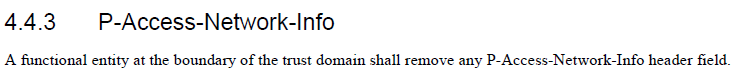 4.4.3 P-Access-Network-Info
A functional entity at the boundary of the trust domain shall remove any P-Access-Network-Info header field.